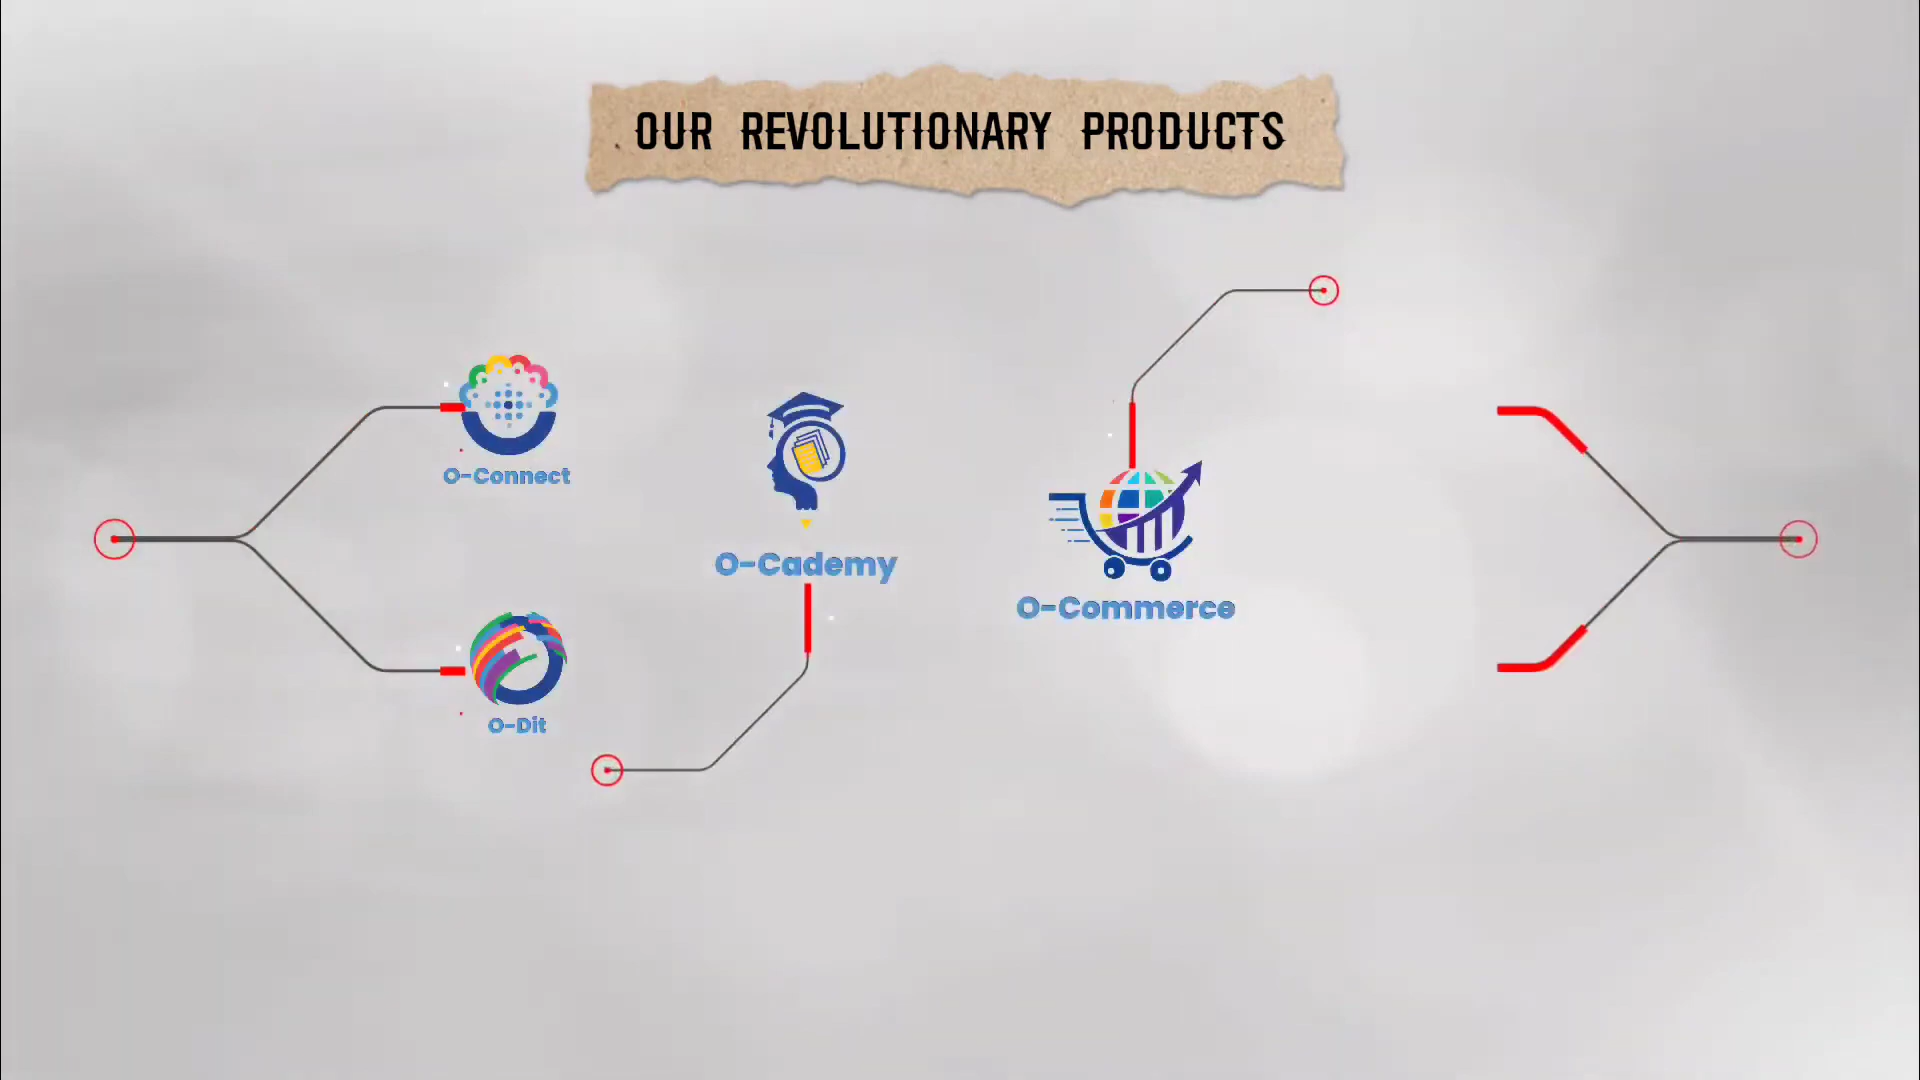 OUR REVOLUTIONARY PRODUCTS
O-Connect
O-Cademy
O-Commerce
O-Dit